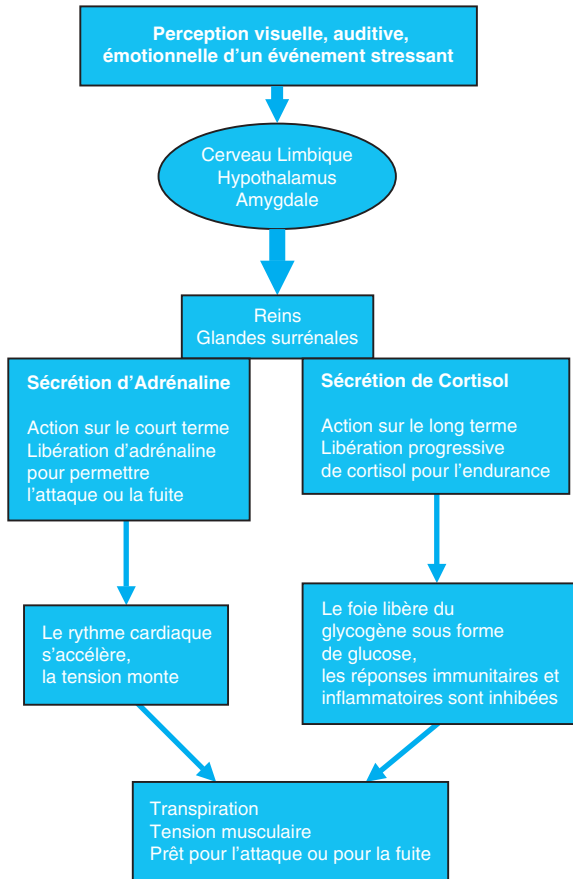 Perception visuelle, auditive,
émotionnelle d’un événement stressant
Cerveau Limbique
Hypothalamus
Amygdale
Reins
Glandes surrénales
Sécrétion d’Adrénaline
Action sur le court terme
Libération d’adrénaline
pour permettre
l’attaque ou la fuite
Sécrétion de Cortisol
Action sur le long terme
Libération progressive
de cortisol pour l’endurance
Le rythme cardiaque
s’accélère,
la tension monte
Le foie libère du
glycogène sous forme
de glucose,
les réponses immunitaires et
inflammatoires sont inhibées
Transpiration
Tension musculaire
Prêt pour l’attaque ou pour la fuite